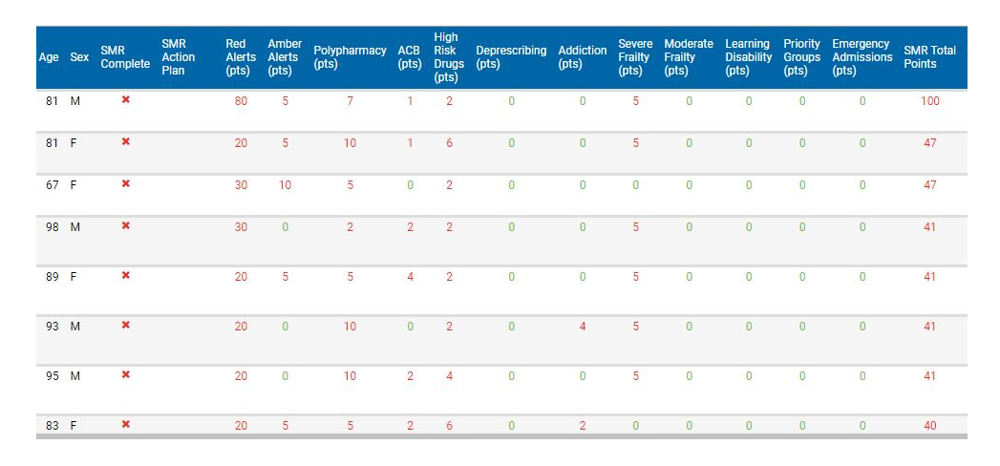 Age Sex SMR Complete SMR Action Plan Red Alerts (pts) Amber Alerts (pts) Polypharmacy (pts) ACB (pts) High Risk Drugs (pts) Deprescribing (pts) Addiction (pts) Severe Frailty (pts) Moderate Frailty (pts) Learning Disability (pts) Priority Groups (pts) Emergency Admissions (pts) SMR Total Points
81 M ✖ 80 5 7 1 2 0 0 5 0 0 0 0 100
81 F ✖ 20 5 10 1 6 0 0 5 0 0 0 0 47
67 F ✖ 30 10 5 0 2 0 0 0 0 0 0 0 47
98 M ✖ 30 0 2 2 2 0 0 5 0 0 0 0 41
89 F ✖ 20 5 5 4 2 0 0 5 0 0 0 0 41
93 M ✖ 20 0 10 0 2 0 4 5 0 0 0 0 41
95 M ✖ 20 0 10 2 4 0 0 5 0 0 0 0 41
83 F ✖ 20 5 5 2 6 0 2 0 0 0 0 0 40